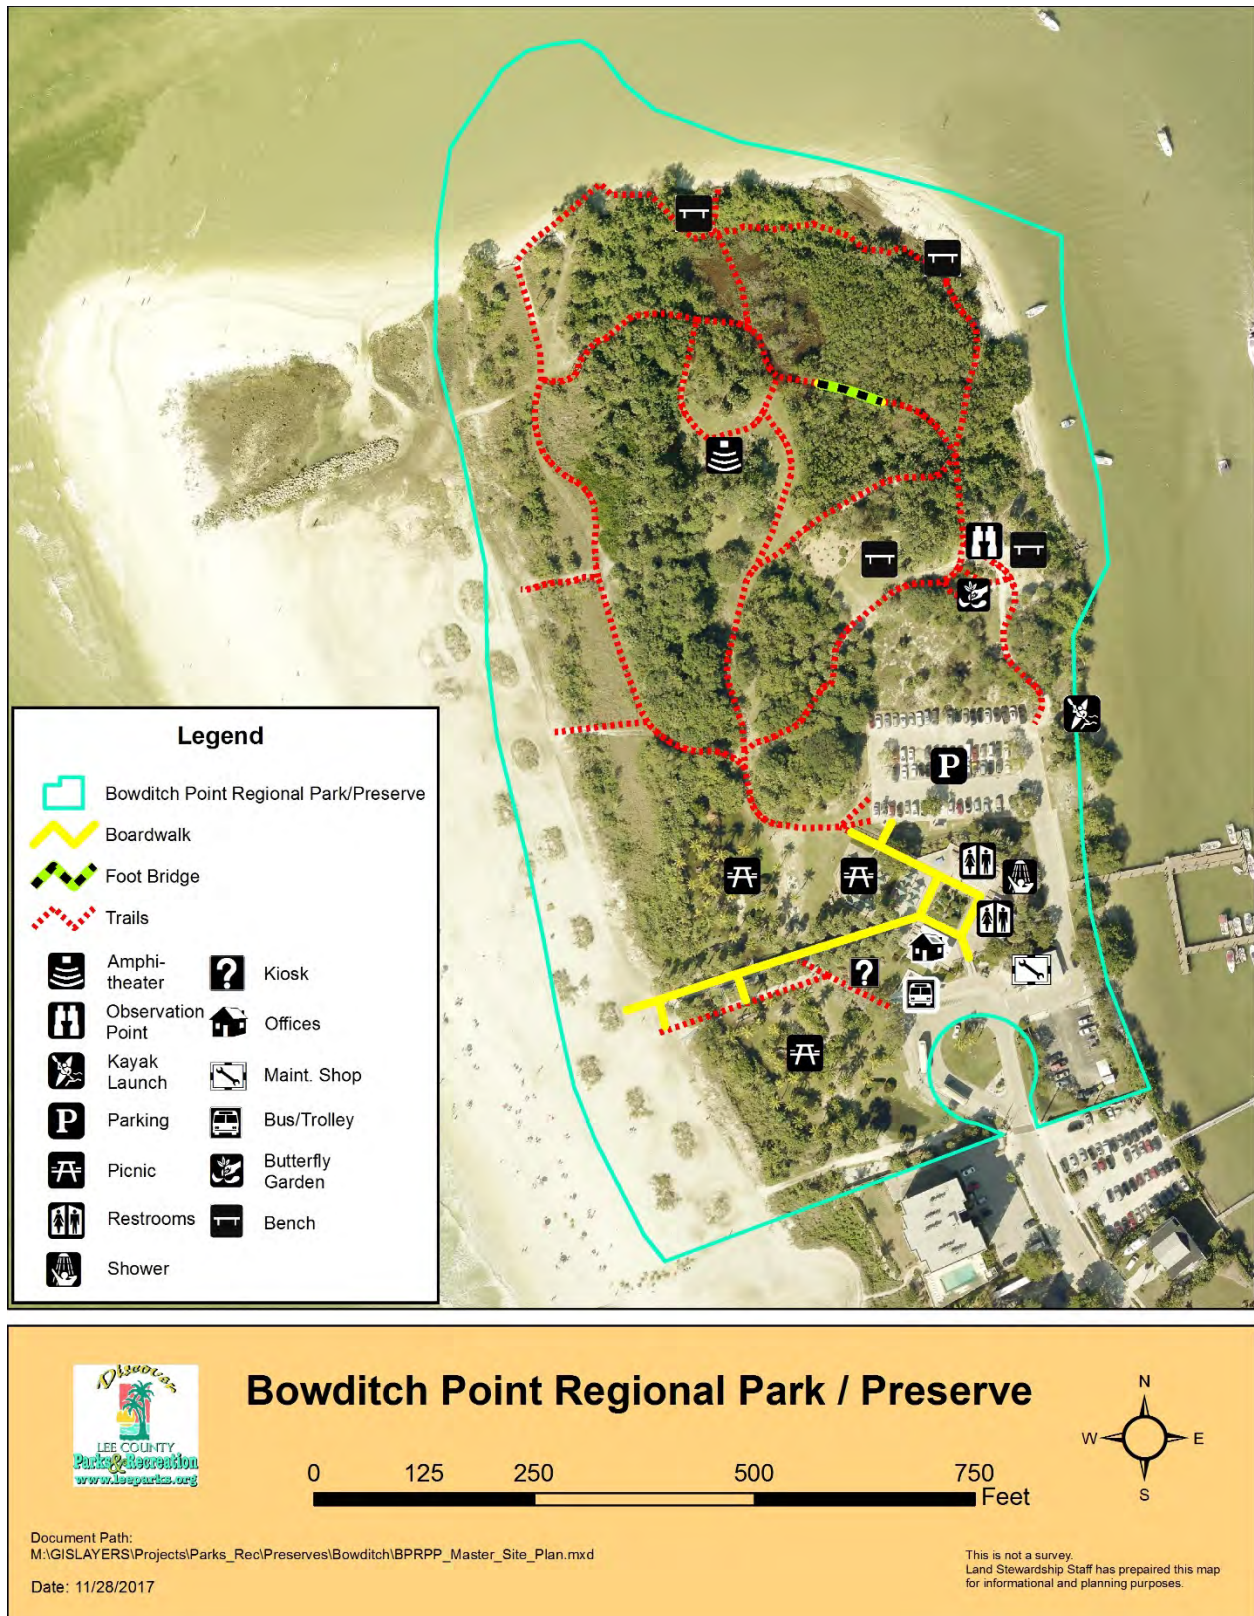 Legend
Bowditch Point Regional Park/Preserve
Boardwalk
Foot Bridge
Trails
Amphi-
theater
Observation
Point
Kayak
Launch
Parking
Picnic
Restrooms
Shower
Kiosk
Offices
Maint. Shop
Bus/Trolley
Butterfly
Garden
Bench
?
P
?
P
Discover
LEE COUNTY
Parks & Recreation
www.leeparks.org
Bowditch Point Regional Park / Preserve
0 125 250 500 750
Feet
N
W E
S
Document Path:
M:\GISLAYERS\Projects\Parks_Rec\Preserves\Bowditch\BPRPP_Master_Site_Plan.mxd
Date: 11/28/2017
This is not a survey.
Land Stewardship Staff has prepaired this map
for informational and planning purposes.